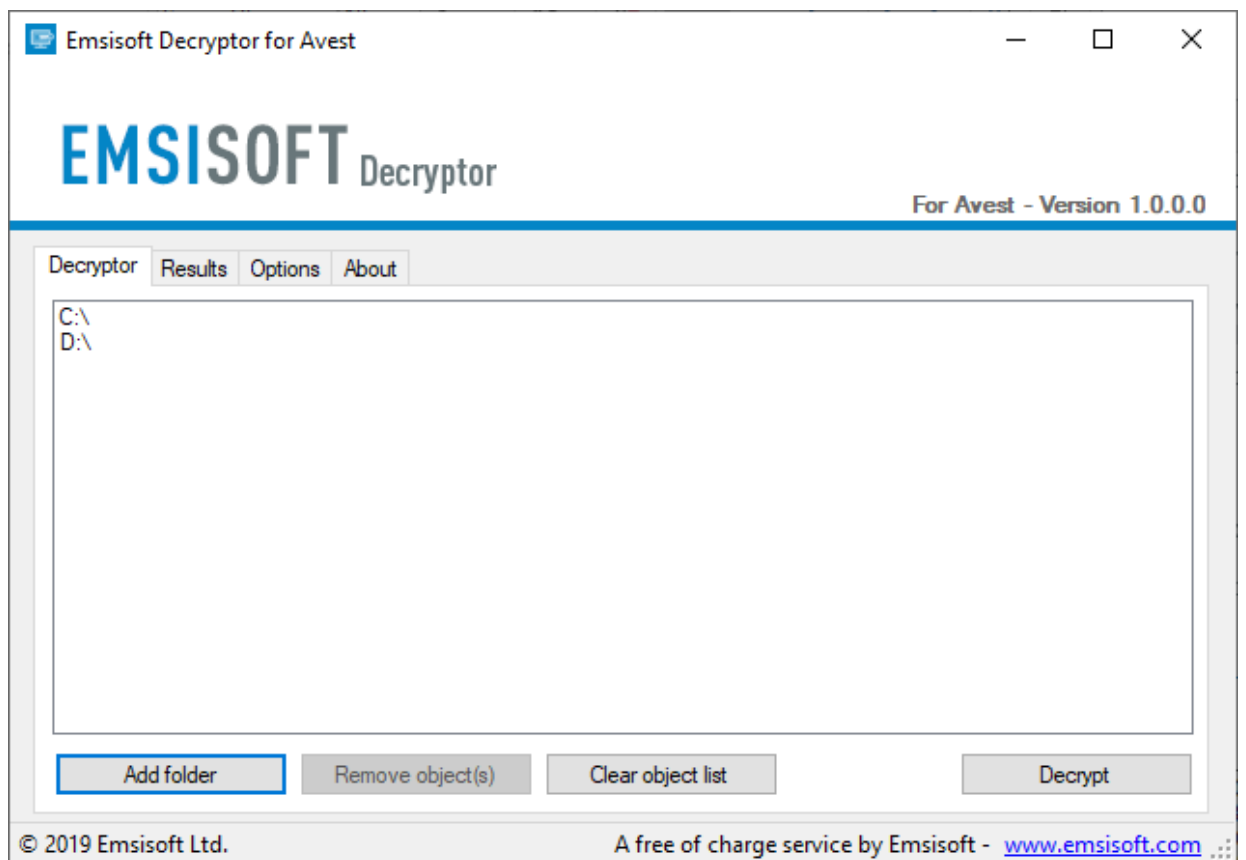 Emsisoft Decryptor for Avest
EMSISOFT Decryptor
For Avest - Version 1.0.0.0
Decryptor Results Options About
C:\
D:\
Add folder Remove object(s) Clear object list Decrypt
© 2019 Emsisoft Ltd. A free of charge service by Emsisoft - www.emsisoft.com